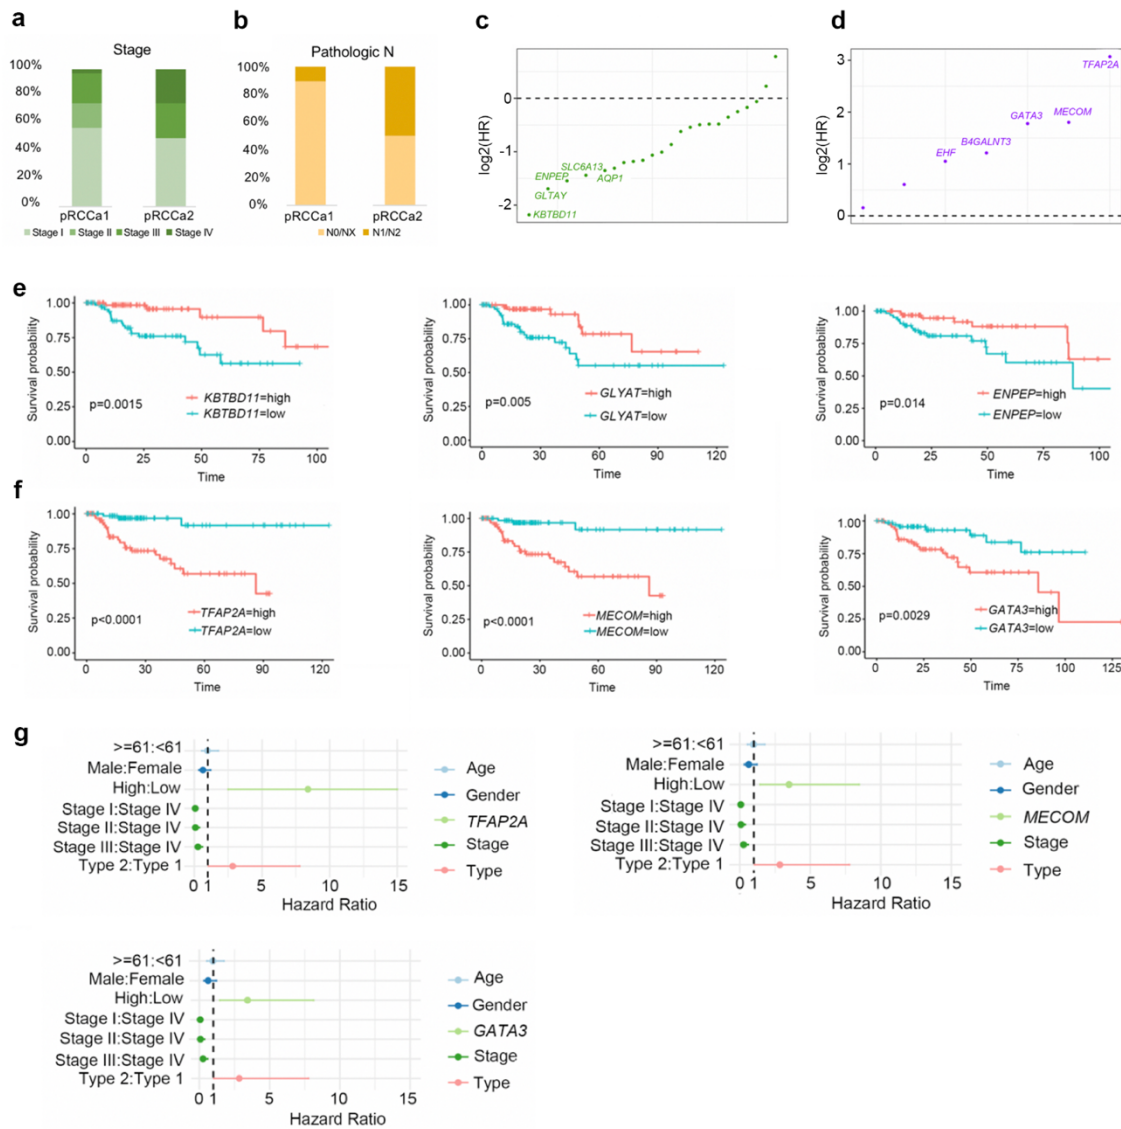 a
Stage
100%
80%
60%
40%
20%
0%
pRCCa1 pRCCa2
Stage I Stage II Stage III Stage IV
b
Pathologic N
100%
80%
60%
40%
20%
0%
pRCCa1 pRCCa2
N0/NX N1/N2
c
log2(HR)
0
-1
-2
SLC6A13
ENPEP
AQP1
GLTAY
KBTBD11
d
log2(HR)
3
2
1
0
TFAP2A
GATA3
MECOM
B4GALNT3
EHF
e
Survival probability
1.00
0.75
0.50
0.25
0.00
p=0.0015
KBTBD11=high
KBTBD11=low
0 25 50 75 100
Time
Survival probability
1.00
0.75
0.50
0.25
0.00
p=0.005
GLYAT=high
GLYAT=low
0 30 60 90 120
Time
Survival probability
1.00
0.75
0.50
0.25
0.00
p=0.014
ENPEP=high
ENPEP=low
0 25 50 75 100
Time
f
Survival probability
1.00
0.75
0.50
0.25
0.00
p<0.0001
TFAP2A=high
TFAP2A=low
0 30 60 90 120
Time
Survival probability
1.00
0.75
0.50
0.25
0.00
p<0.0001
MECOM=high
MECOM=low
0 30 60 90 120
Time
Survival probability
1.00
0.75
0.50
0.25
0.00
p=0.0029
GATA3=high
GATA3=low
0 25 50 75 100 125
Time
g
>=61:<61
Male:Female
High:Low
Stage I:Stage IV
Stage II:Stage IV
Stage III:Stage IV
Type 2:Type 1
0 1 5 10 15
Hazard Ratio
Age
Gender
TFAP2A
Stage
Type
>=61:<61
Male:Female
High:Low
Stage I:Stage IV
Stage II:Stage IV
Stage III:Stage IV
Type 2:Type 1
0 1 5 10 15
Hazard Ratio
Age
Gender
MECOM
Stage
Type
>=61:<61
Male:Female
High:Low
Stage I:Stage IV
Stage II:Stage IV
Stage III:Stage IV
Type 2:Type 1
0 1 5 10 15
Hazard Ratio
Age
Gender
GATA3
Stage
Type